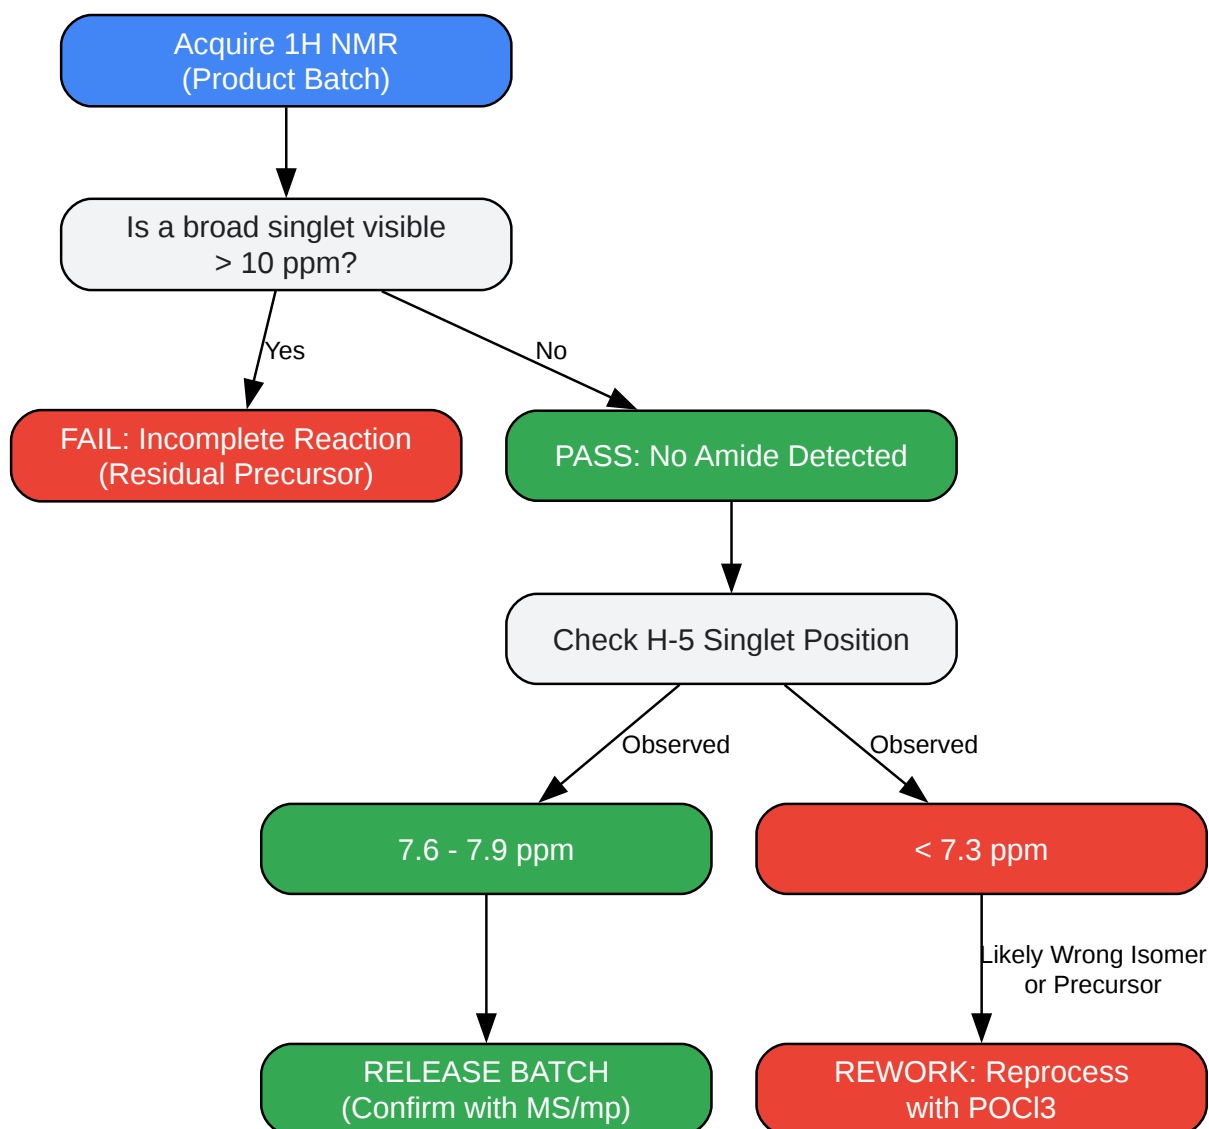 Acquire 1H NMR
(Product Batch)
Is a broad singlet visible
> 10 ppm?
Yes
No
FAIL: Incomplete Reaction
(Residual Precursor)
PASS: No Amide Detected
Check H-5 Singlet Position
Observed
Observed
7.6 - 7.9 ppm
< 7.3 ppm
Likely Wrong Isomer
or Precursor
RELEASE BATCH
(Confirm with MS/mp)
REWORK: Reprocess
with POCl3